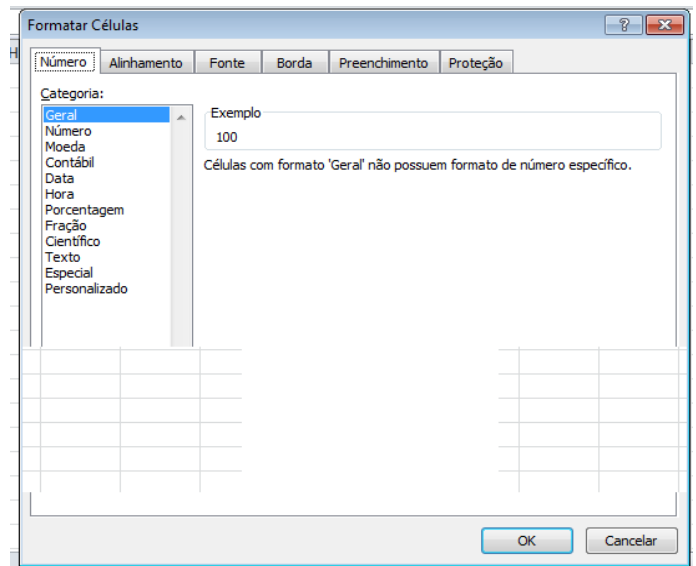 Formatar Células
H
Número Alinhamento Fonte Borda Preenchimento Proteção
Categoria:
Geral
Número
Moeda
Contábil
Data
Hora
Porcentagem
Fração
Científico
Texto
Especial
Personalizado
Exemplo
100
Células com formato 'Geral' não possuem formato de número específico.
OK Cancelar